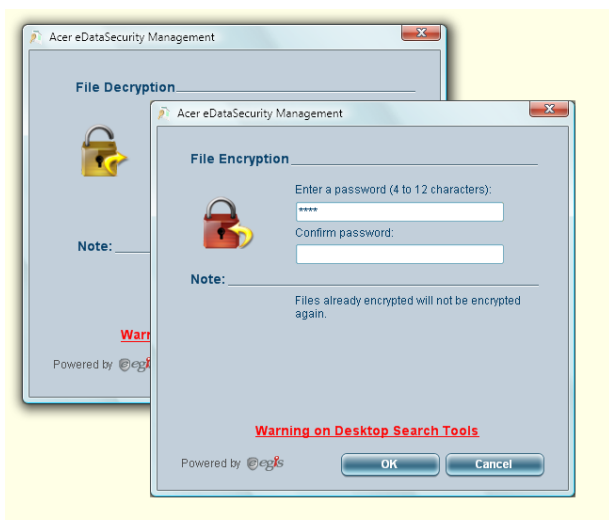 Acer eDataSecurity Management
File Decryption
Note:
Powered by egis
Acer eDataSecurity Management
File Encryption
Enter a password (4 to 12 characters):
****
Confirm password:
Note:
Files already encrypted will not be encrypted
again.
Warning on Desktop Search Tools
Powered by egis
OK
Cancel